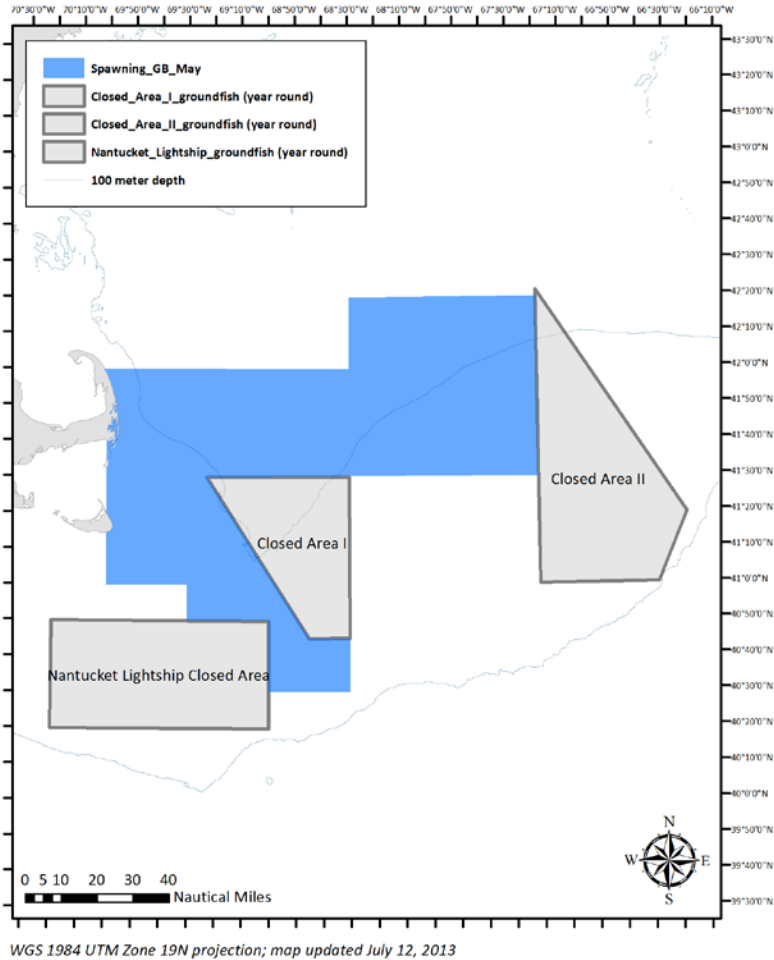 70°30'0"W 70°10'0"W 69°50'0"W 69°30'0"W 69°10'0"W 68°50'0"W 68°30'0"W 68°10'0"W 67°50'0"W 67°30'0"W 67°10'0"W 66°50'0"W 66°30'0"W 66°10'0"W
Spawning_GB_May
Closed_Area_I_groundfish (year round)
Closed_Area_II_groundfish (year round)
Nantucket_Lightship_groundfish (year round)
100 meter depth
43°30'0"N
43°20'0"N
43°10'0"N
43°0'0"N
42°50'0"N
42°40'0"N
42°30'0"N
42°20'0"N
42°10'0"N
42°0'0"N
41°50'0"N
41°40'0"N
41°30'0"N
41°20'0"N
41°10'0"N
41°0'0"N
40°50'0"N
40°40'0"N
40°30'0"N
40°20'0"N
40°10'0"N
40°0'0"N
39°50'0"N
39°40'0"N
39°30'0"N
Closed Area II
Closed Area I
Nantucket Lightship Closed Area
N
W E
S
0 5 10 20 30 40
Nautical Miles
WGS 1984 UTM Zone 19N projection; map updated July 12, 2013